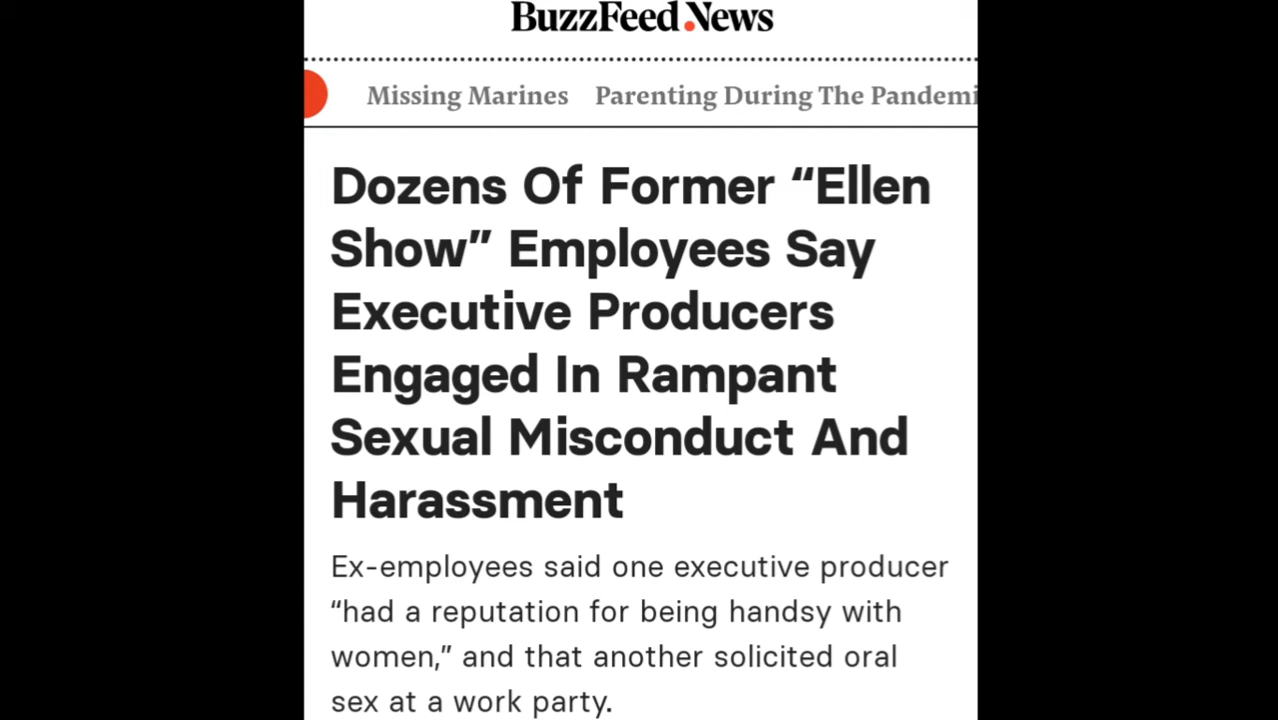 BuzzFeed News
Missing Marines Parenting During The Pandemi
Dozens Of Former “Ellen
Show” Employees Say
Executive Producers
Engaged In Rampant
Sexual Misconduct And
Harassment
Ex-employees said one executive producer
“had a reputation for being handsy with
women,” and that another solicited oral
sex at a work party.